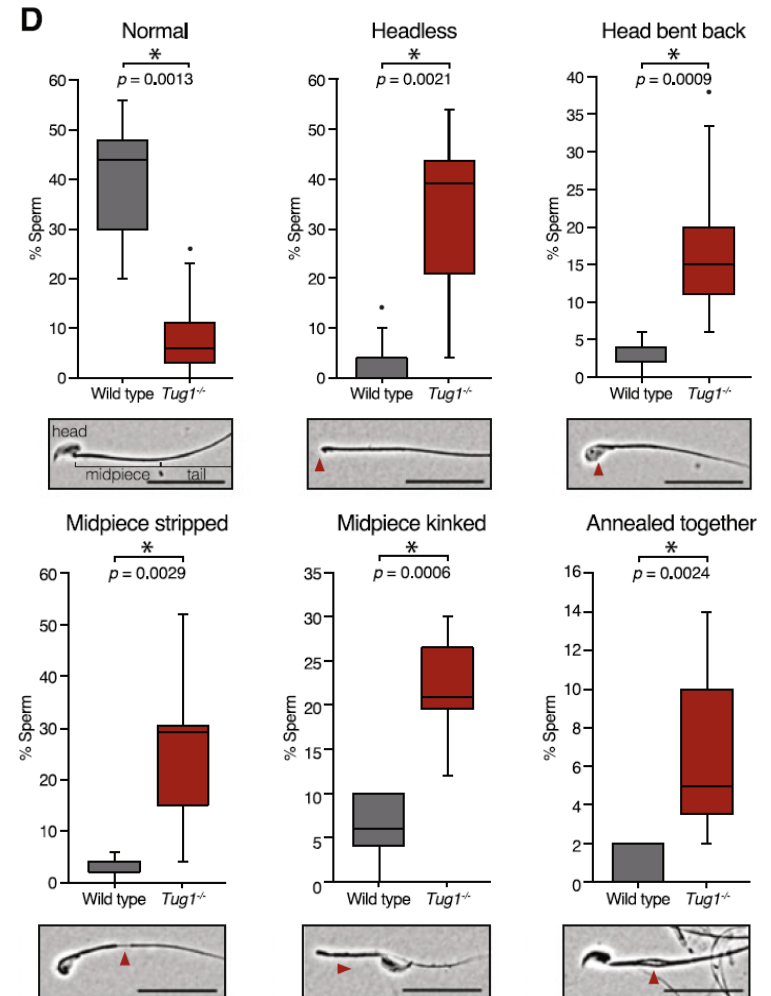 D
Normal
*
p = 0.0013
60
50
40
30
20
10
0
% Sperm
Wild type Tug1-/-
head
midpiece tail
Headless
*
p = 0.0021
60
50
40
30
20
10
0
% Sperm
Wild type Tug1-/-
Head bent back
*
p = 0.0009
40
35
30
25
20
15
10
5
0
% Sperm
Wild type Tug1-/-
Midpiece stripped
*
p = 0.0029
60
50
40
30
20
10
0
% Sperm
Wild type Tug1-/-
Midpiece kinked
*
p = 0.0006
35
30
25
20
15
10
5
0
% Sperm
Wild type Tug1-/-
Annealed together
*
p = 0.0024
16
14
12
10
8
6
4
2
0
% Sperm
Wild type Tug1-/-